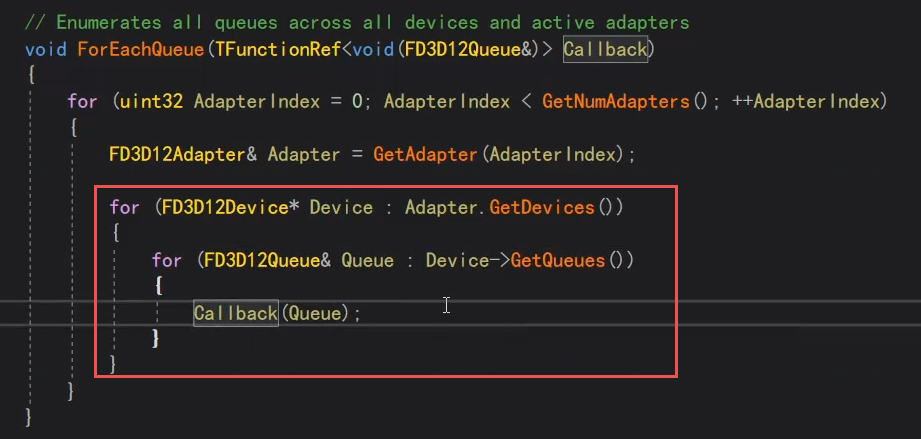 // Enumerates all queues across all devices and active adapters
void ForEachQueue(TFunctionRef<void(FD3D12Queue&)> Callback)
{
for (uint32 AdapterIndex = 0; AdapterIndex < GetNumAdapters(); ++AdapterIndex)
{
FD3D12Adapter& Adapter = GetAdapter(AdapterIndex);
for (FD3D12Device* Device : Adapter.GetDevices())
{
for (FD3D12Queue& Queue : Device->GetQueues())
{
Callback(Queue);
}
}
}
}